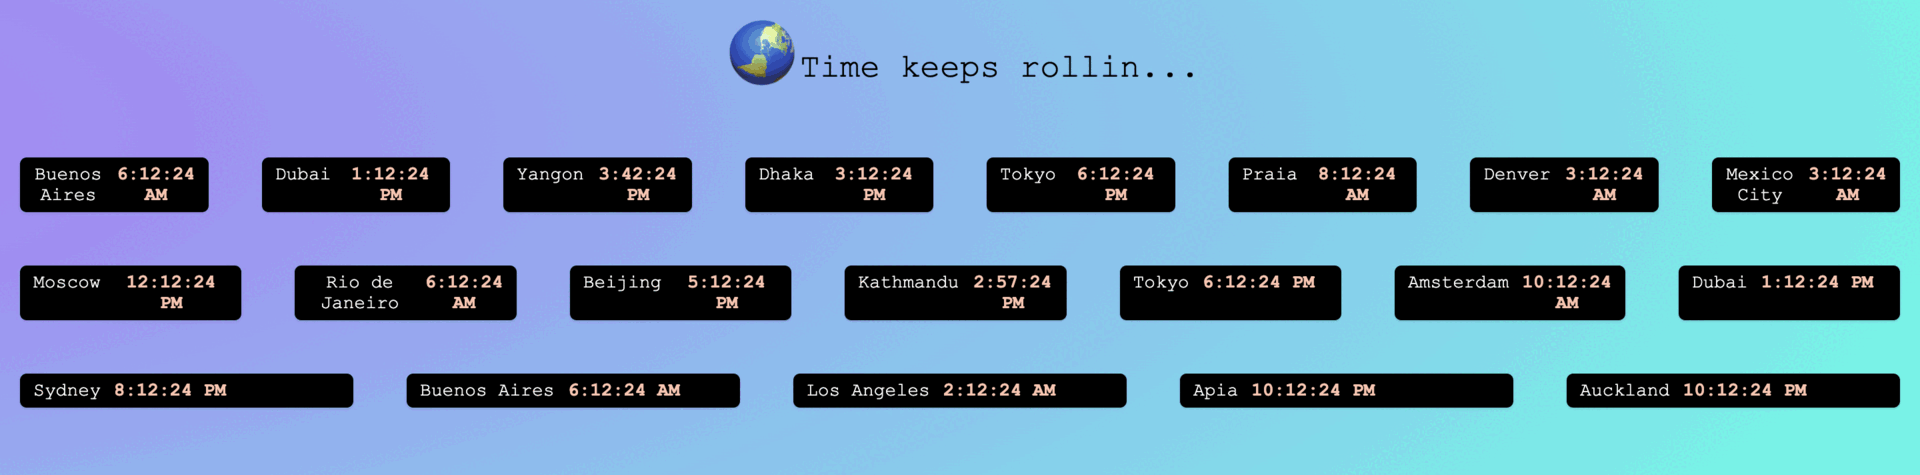 Time keeps rollin...
Buenos Aires 6:12:24 AM
Dubai 1:12:24 PM
Yangon 3:42:24 PM
Dhaka 3:12:24 PM
Tokyo 6:12:24 PM
Praia 8:12:24 AM
Denver 3:12:24 AM
Mexico City 3:12:24 AM
Moscow 12:12:24 PM
Rio de Janeiro 6:12:24 AM
Beijing 5:12:24 PM
Kathmandu 2:57:24 PM
Tokyo 6:12:24 PM
Amsterdam 10:12:24 AM
Dubai 1:12:24 PM
Sydney 8:12:24 PM
Buenos Aires 6:12:24 AM
Los Angeles 2:12:24 AM
Apia 10:12:24 PM
Auckland 10:12:24 PM